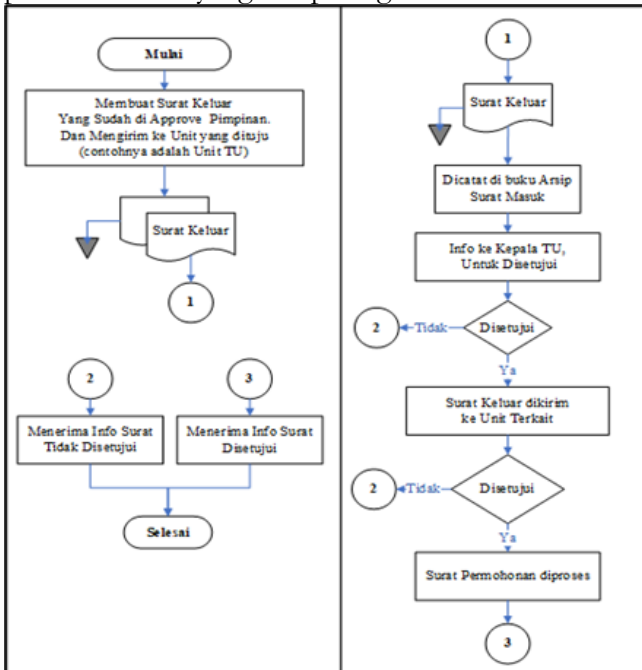 Mulai
Membuat Surat Keluar
Yang Sudah di Approve Pimpinan.
Dan Mengirim ke Unit yang dituju
(contohnya adalah Unit TU)
Surat Keluar
1
2
3
Menerima Info Surat
Tidak Disetujui
Menerima Info Surat
Disetujui
Selesai
1
Surat Keluar
Dicatat di buku Arsip
Surat Masuk
Info ke Kepala TU,
Untuk Disetujui
2
Tidak
Disetujui
Ya
Surat Keluar dikirim
ke Unit Terkait
2
Tidak
Disetujui
Ya
Surat Permohonan diproses
3